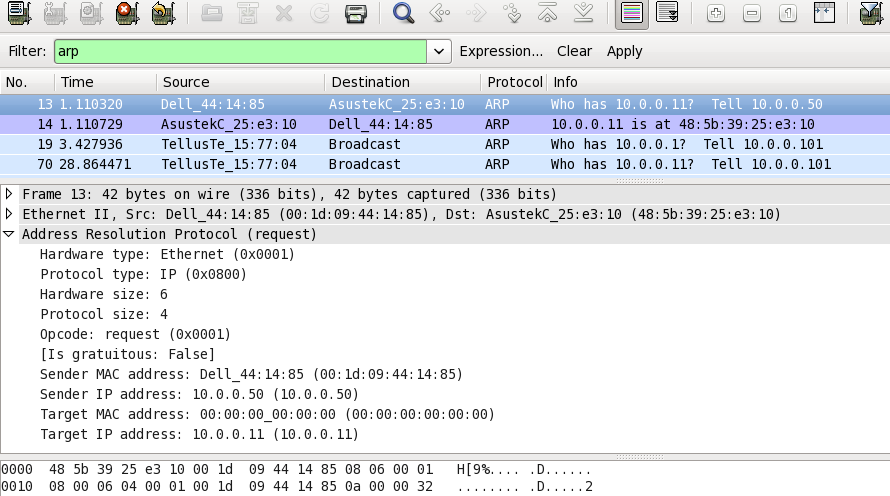 Filter: arp Expression... Clear Apply
No. Time Source Destination Protocol Info
13 1.110320 Dell_44:14:85 AsustekC_25:e3:10 ARP Who has 10.0.0.11? Tell 10.0.0.50
14 1.110729 AsustekC_25:e3:10 Dell_44:14:85 ARP 10.0.0.11 is at 48:5b:39:25:e3:10
19 3.427936 TellusTe_15:77:04 Broadcast ARP Who has 10.0.0.1? Tell 10.0.0.101
70 28.864471 TellusTe_15:77:04 Broadcast ARP Who has 10.0.0.11? Tell 10.0.0.101
Frame 13: 42 bytes on wire (336 bits), 42 bytes captured (336 bits)
Ethernet II, Src: Dell_44:14:85 (00:1d:09:44:14:85), Dst: AsustekC_25:e3:10 (48:5b:39:25:e3:10)
Address Resolution Protocol (request)
Hardware type: Ethernet (0x0001)
Protocol type: IP (0x0800)
Hardware size: 6
Protocol size: 4
Opcode: request (0x0001)
[Is gratuitous: False]
Sender MAC address: Dell_44:14:85 (00:1d:09:44:14:85)
Sender IP address: 10.0.0.50 (10.0.0.50)
Target MAC address: 00:00:00_00:00:00 (00:00:00:00:00:00)
Target IP address: 10.0.0.11 (10.0.0.11)
0000 48 5b 39 25 e3 10 00 1d 09 44 14 85 08 06 00 01 H[9%.... .D......
0010 08 00 06 04 00 01 00 1d 09 44 14 85 0a 00 00 32 ........ .D.....2